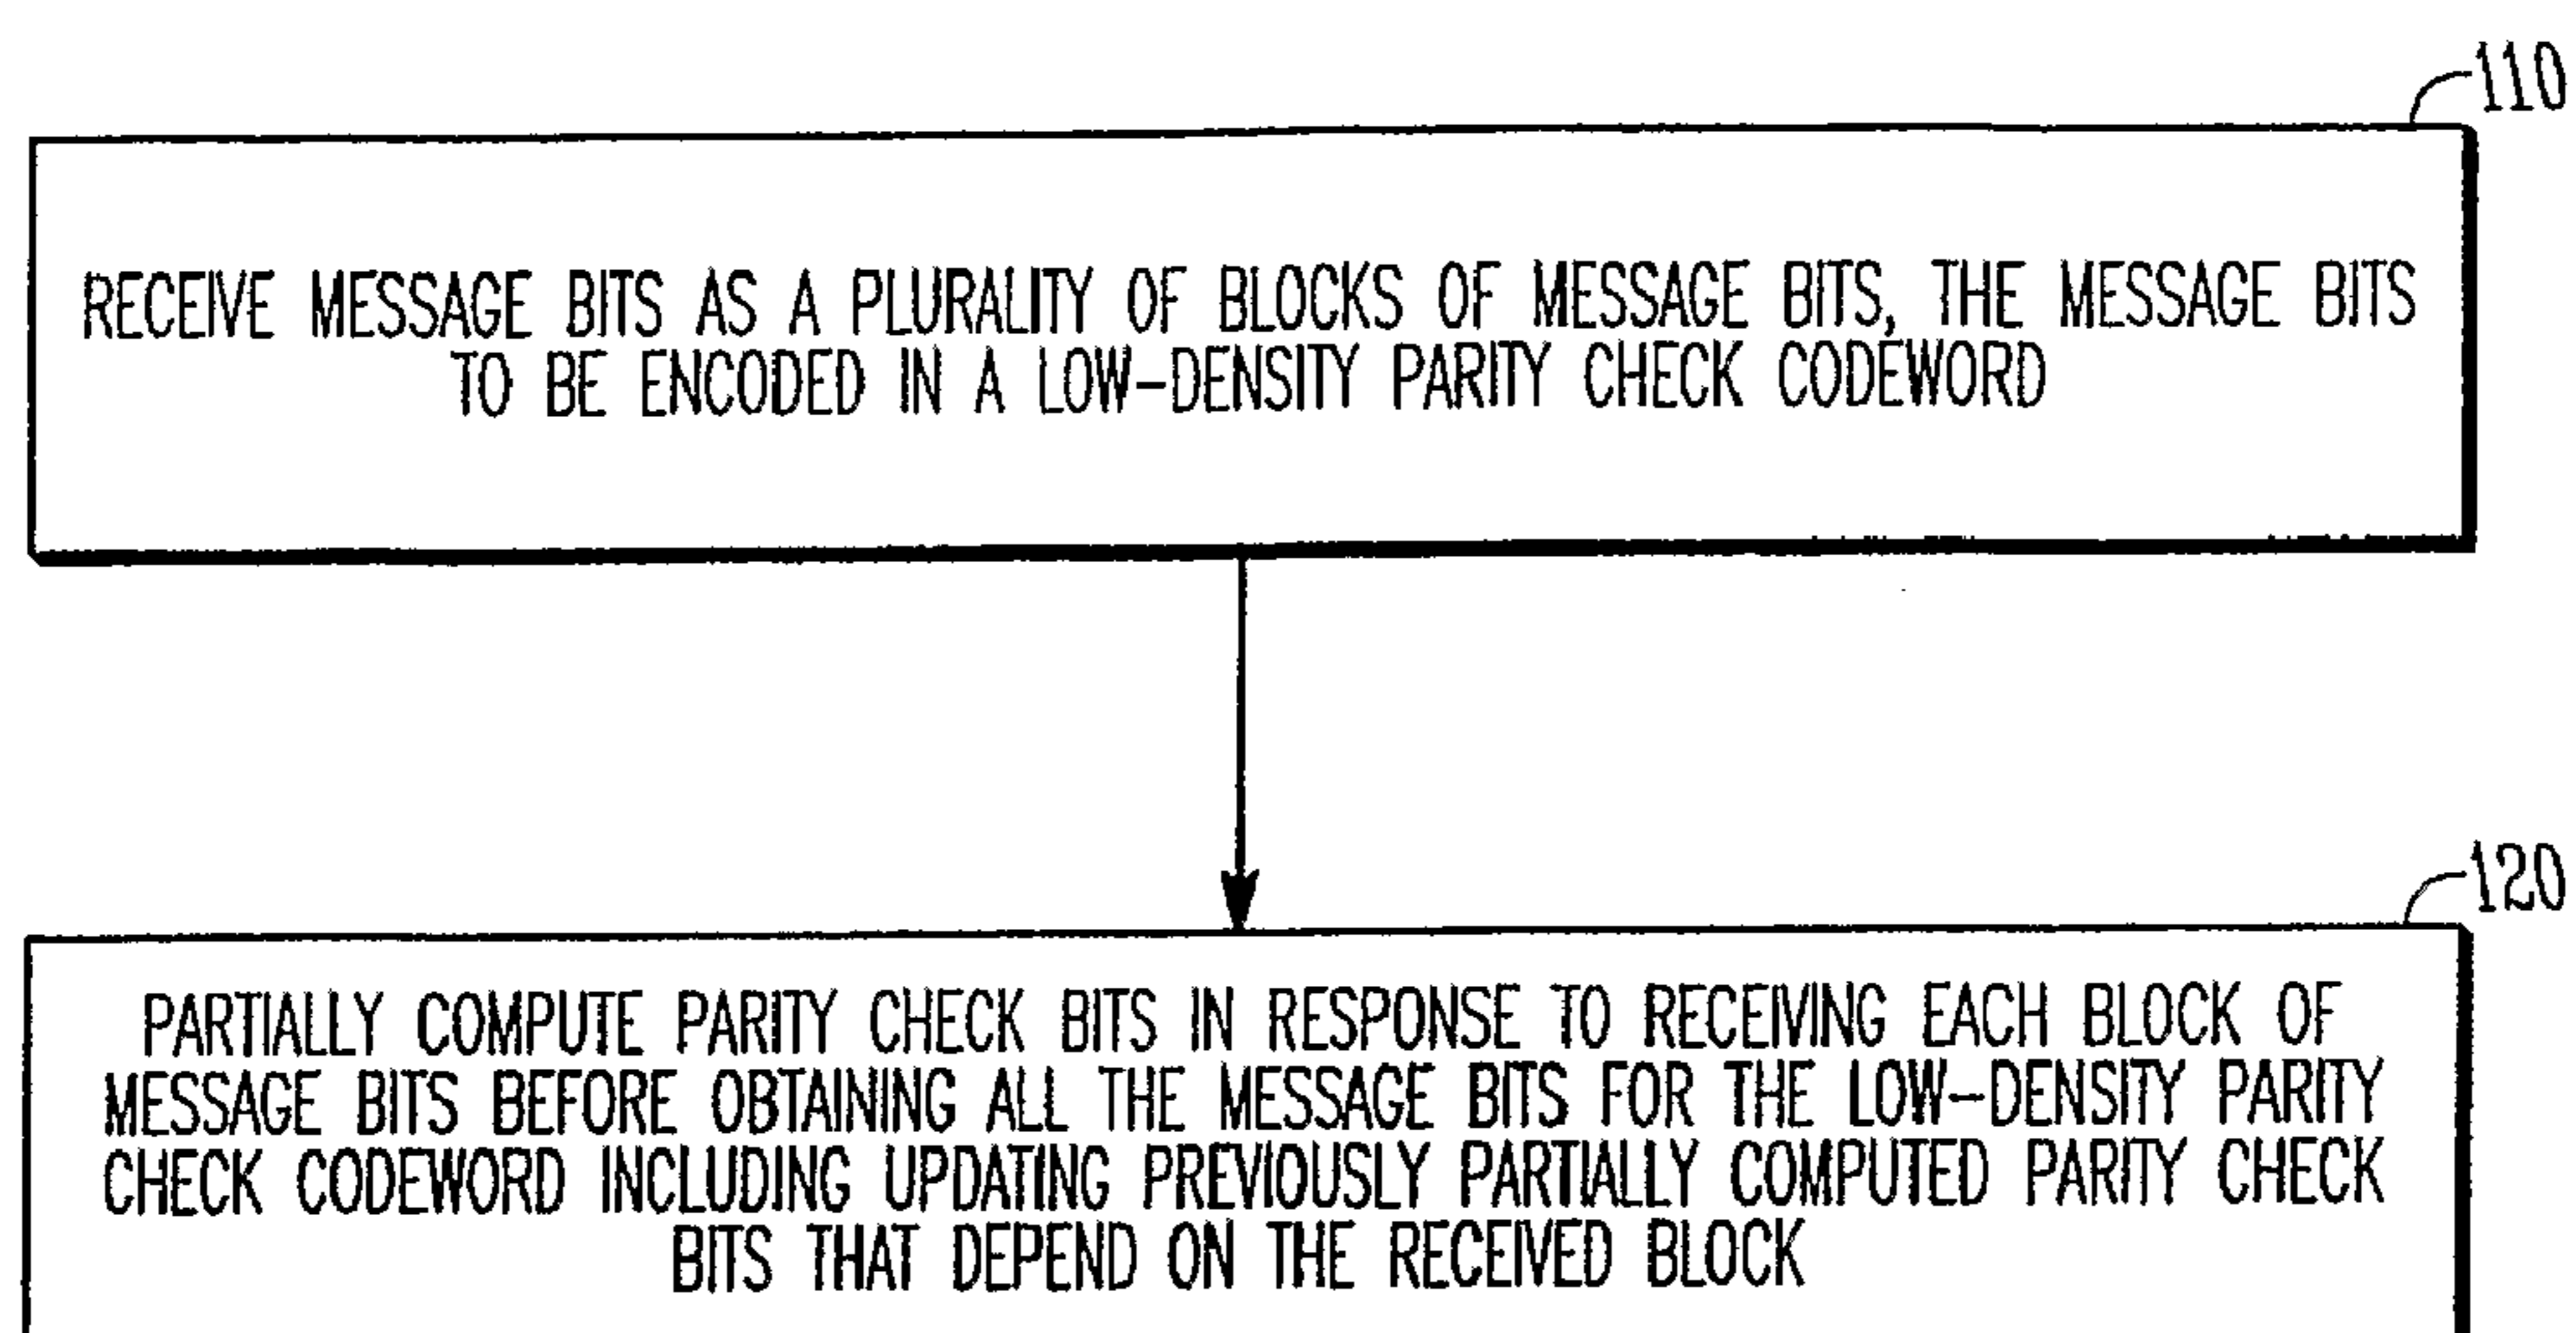 110
RECEIVE MESSAGE BITS AS A PLURALITY OF BLOCKS OF MESSAGE BITS, THE MESSAGE BITS
TO BE ENCODED IN A LOW-DENSITY PARITY CHECK CODEWORD
120
PARTIALLY COMPUTE PARITY CHECK BITS IN RESPONSE TO RECEIVING EACH BLOCK OF
MESSAGE BITS BEFORE OBTAINING ALL THE MESSAGE BITS FOR THE LOW-DENSITY PARITY
CHECK CODEWORD INCLUDING UPDATING PREVIOUSLY PARTIALLY COMPUTED PARITY CHECK
BITS THAT DEPEND ON THE RECEIVED BLOCK